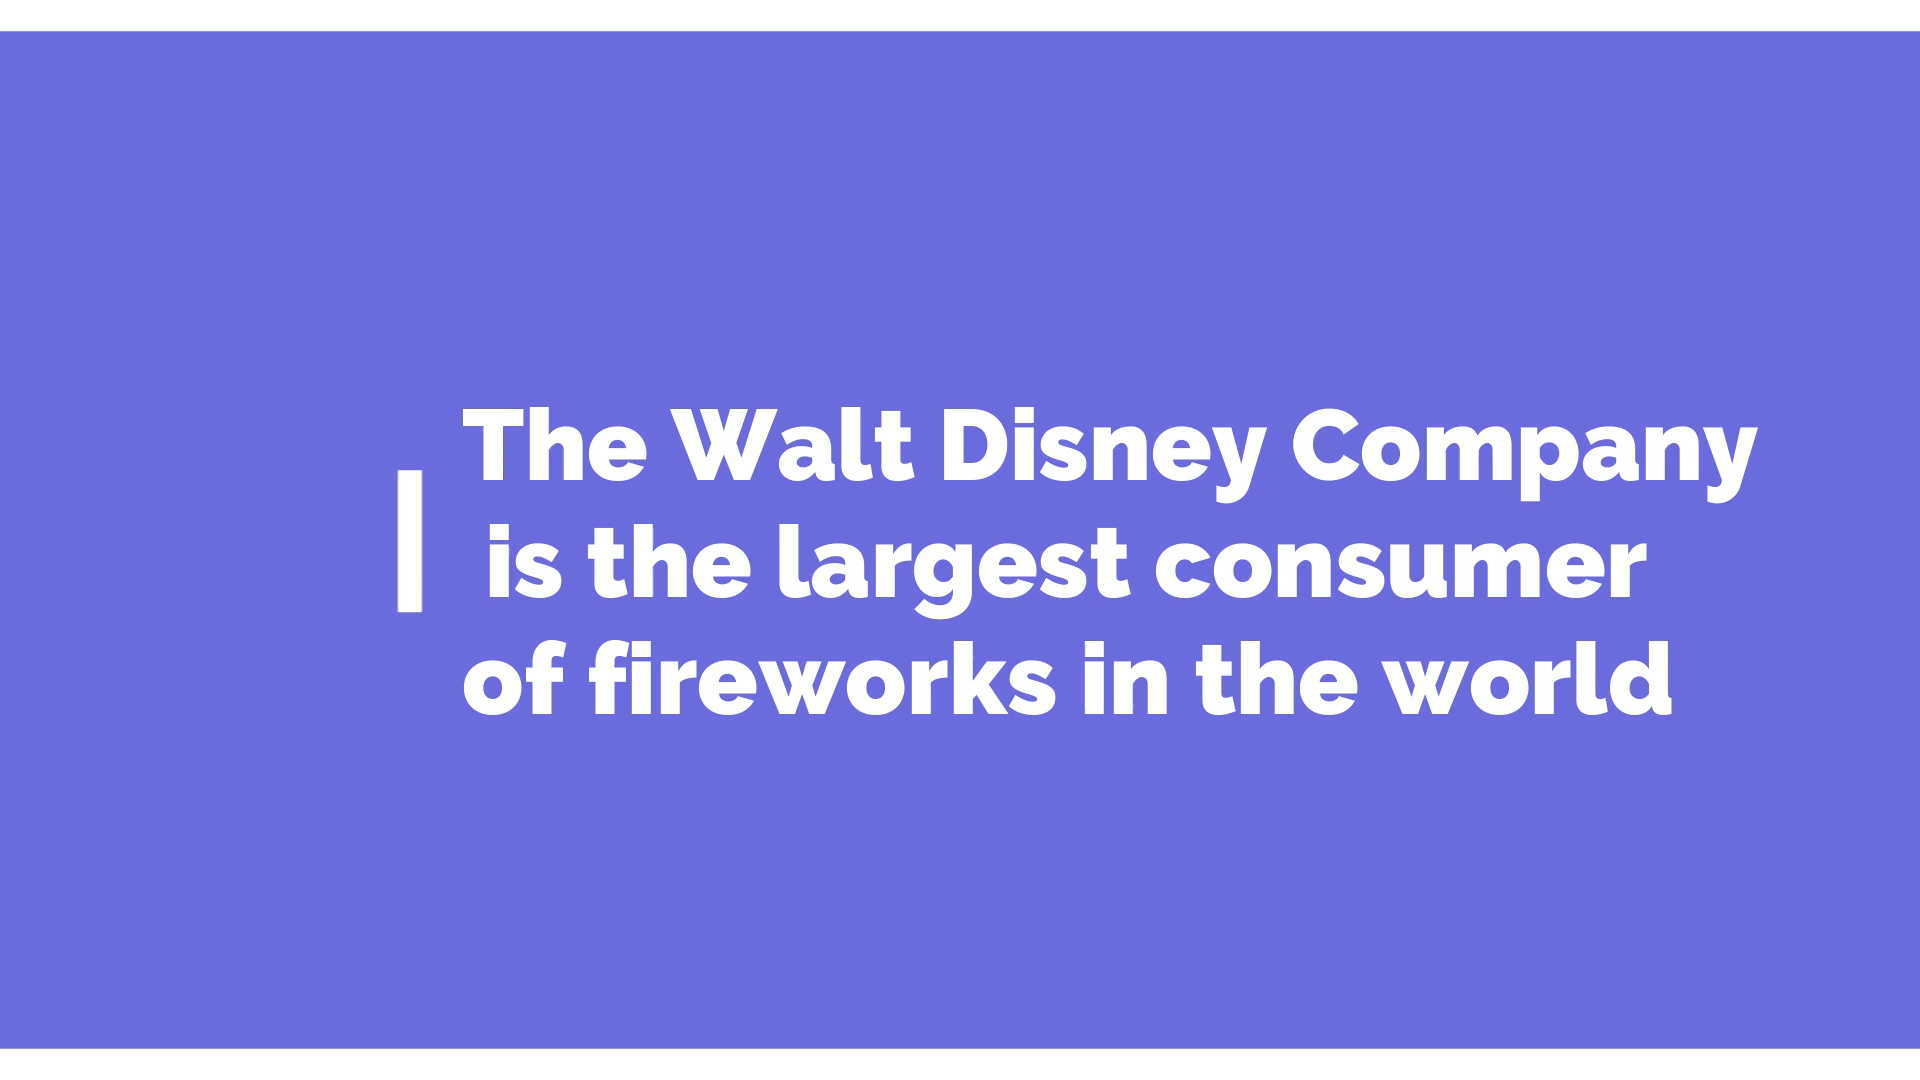 The Walt Disney Company
is the largest consumer
of fireworks in the world